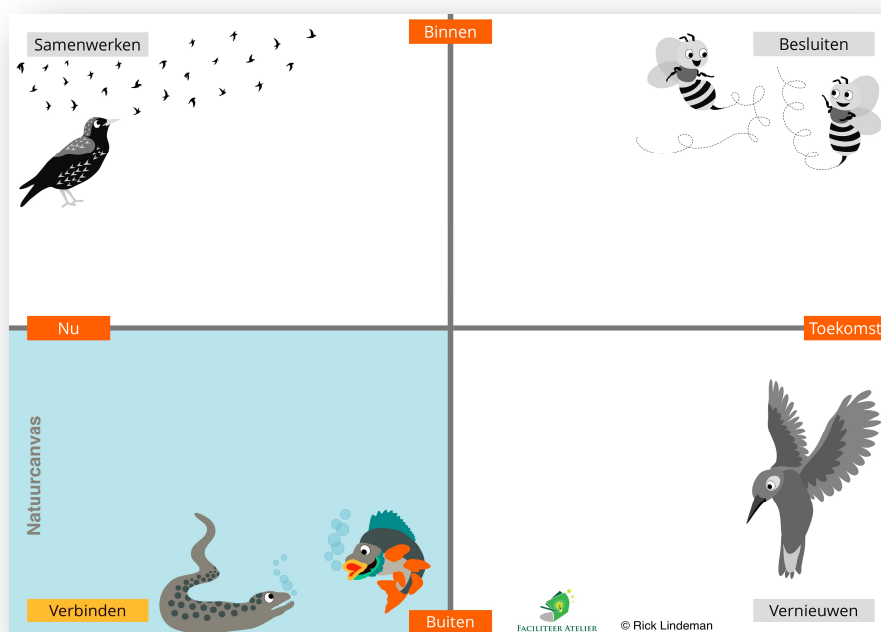 Binnen
Samenwerken
Besluiten
Nu
Toekomst
Natuurcanvas
Verbinden
Buiten
FACILITEER ATELIER
© Rick Lindeman
Vernieuwen